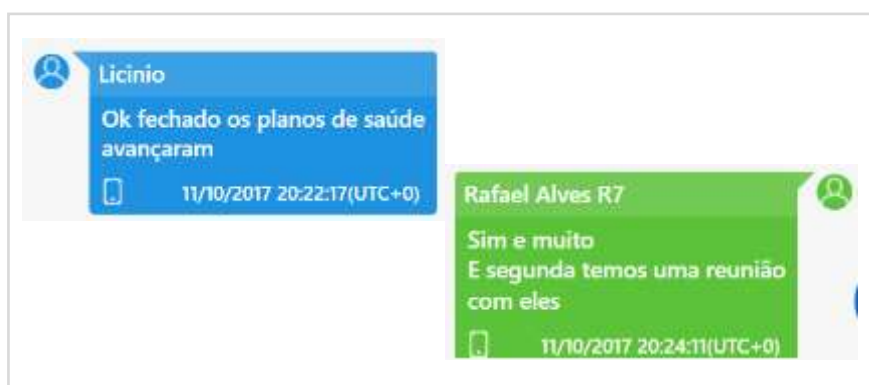 Licinio
Ok fechado os planos de saúde
avançaram
11/10/2017 20:22:17(UTC+0)
Rafael Alves R7
Sim e muito
E segunda temos uma reunião
com eles
11/10/2017 20:24:11(UTC+0)